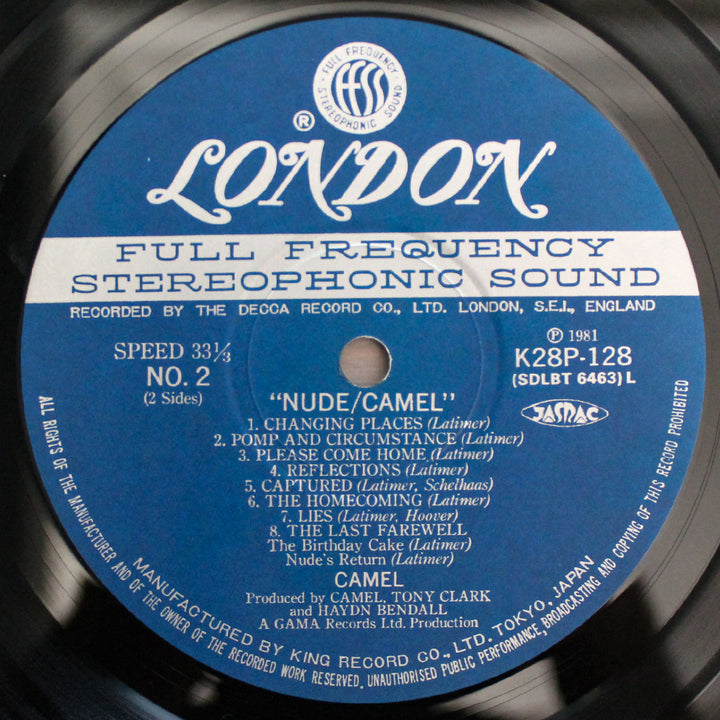 FULL FREQUENCY
FFSS
STEREOPHONIC SOUND
®
LONDON
FULL FREQUENCY
STEREOPHONIC SOUND
RECORDED BY THE DECCA RECORD CO., LTD. LONDON, S.E.I., ENGLAND
SPEED 33⅓
NO. 2
(2 Sides)
Ⓟ 1981
K28P-128
(SDLBT 6463) L
JASRAC
"NUDE/CAMEL"
1. CHANGING PLACES (Latimer)
2. POMP AND CIRCUMSTANCE (Latimer)
3. PLEASE COME HOME (Latimer)
4. REFLECTIONS (Latimer)
5. CAPTURED (Latimer, Schelhaas)
6. THE HOMECOMING (Latimer)
7. LIES (Latimer, Hoover)
8. THE LAST FAREWELL
The Birthday Cake (Latimer)
Nude's Return (Latimer)
CAMEL
Produced by CAMEL, TONY CLARK
and HAYDN BENDALL
A GAMA Records Ltd. Production
MANUFACTURED BY KING RECORD CO., LTD. TOKYO, JAPAN
ALL RIGHTS OF THE MANUFACTURER AND OF THE OWNER OF THE RECORDED WORK RESERVED. UNAUTHORISED PUBLIC PERFORMANCE, BROADCASTING AND COPYING OF THIS RECORD PROHIBITED